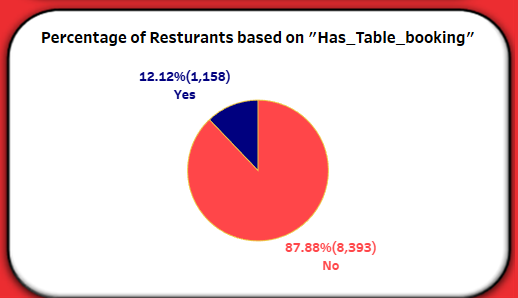 Percentage of Resturants based on "Has_Table_booking"
12.12%(1,158)
Yes
87.88%(8,393)
No